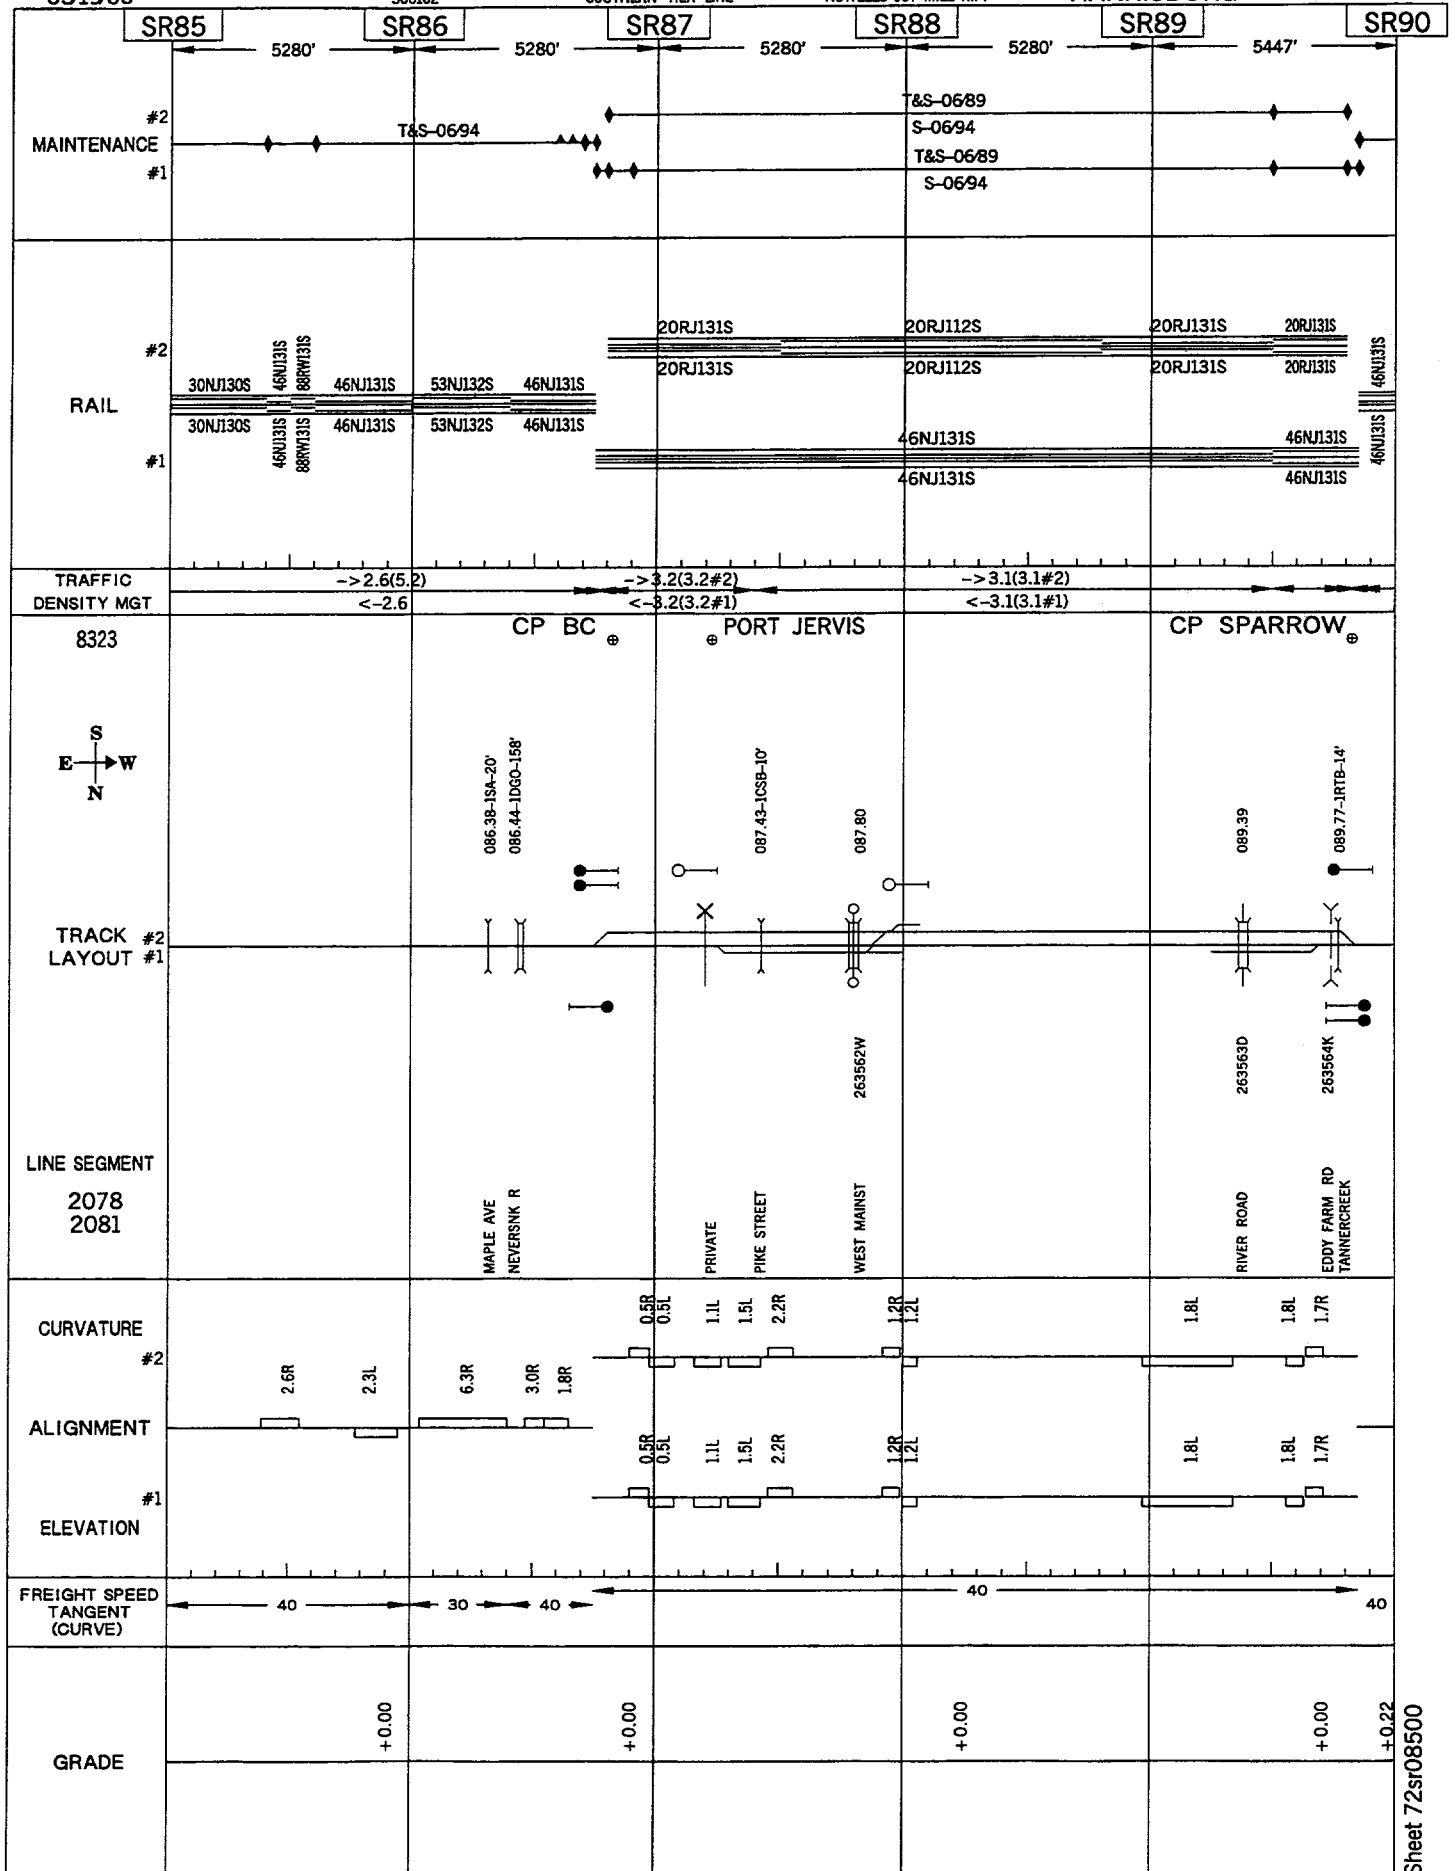 SR85 SR86 SR87 SR88 SR89 SR90
5280' 5280' 5280' 5280' 5447'
#2
T&S-06/89
MAINTENANCE
T&S-06/94
S-06/94
#1
T&S-06/89
S-06/94
#2
20RJ131S 20RJ112S 20RJ131S 20RJ131S
20RJ131S 20RJ112S 20RJ131S 20RJ131S
RAIL
30NJ130S 46NJ131S 88RW131S 46NJ131S 53NJ132S 46NJ131S 46NJ131S
30NJ130S 46NJ131S 88RW131S 46NJ131S 53NJ132S 46NJ131S 46NJ131S
#1
46NJ131S 46NJ131S
46NJ131S 46NJ131S
TRAFFIC
DENSITY MGT
->2.6(5.2) ->3.2(3.2#2) ->3.1(3.1#2)
<-2.6 <-3.2(3.2#1) <-3.1(3.1#1)
8323
CP BC PORT JERVIS CP SPARROW
S
E W
N
086.38-1SA-20'
086.44-1DGO-158'
087.43-1CSB-10'
087.80
089.39
089.77-1RTB-14'
TRACK #2
LAYOUT #1
263562W
263563D
263564K
LINE SEGMENT
2078
2081
MAPLE AVE
NEVERSNK R
PRIVATE
PIKE STREET
WEST MAINST
RIVER ROAD
EDDY FARM RD
TANNERCREEK
CURVATURE
#2
0.5R 0.5L 1.1L 1.5L 2.2R 1.2R 1.2L 1.8L 1.8L 1.7R
2.6R 2.3L 6.3R 3.0R 1.8R
ALIGNMENT
0.5R 0.5L 1.1L 1.5L 2.2R 1.2R 1.2L 1.8L 1.8L 1.7R
#1
ELEVATION
FREIGHT SPEED
TANGENT
(CURVE)
40 30 40 40 40
GRADE
+0.00 +0.00 +0.00 +0.00 +0.22
Sheet 72sr08500